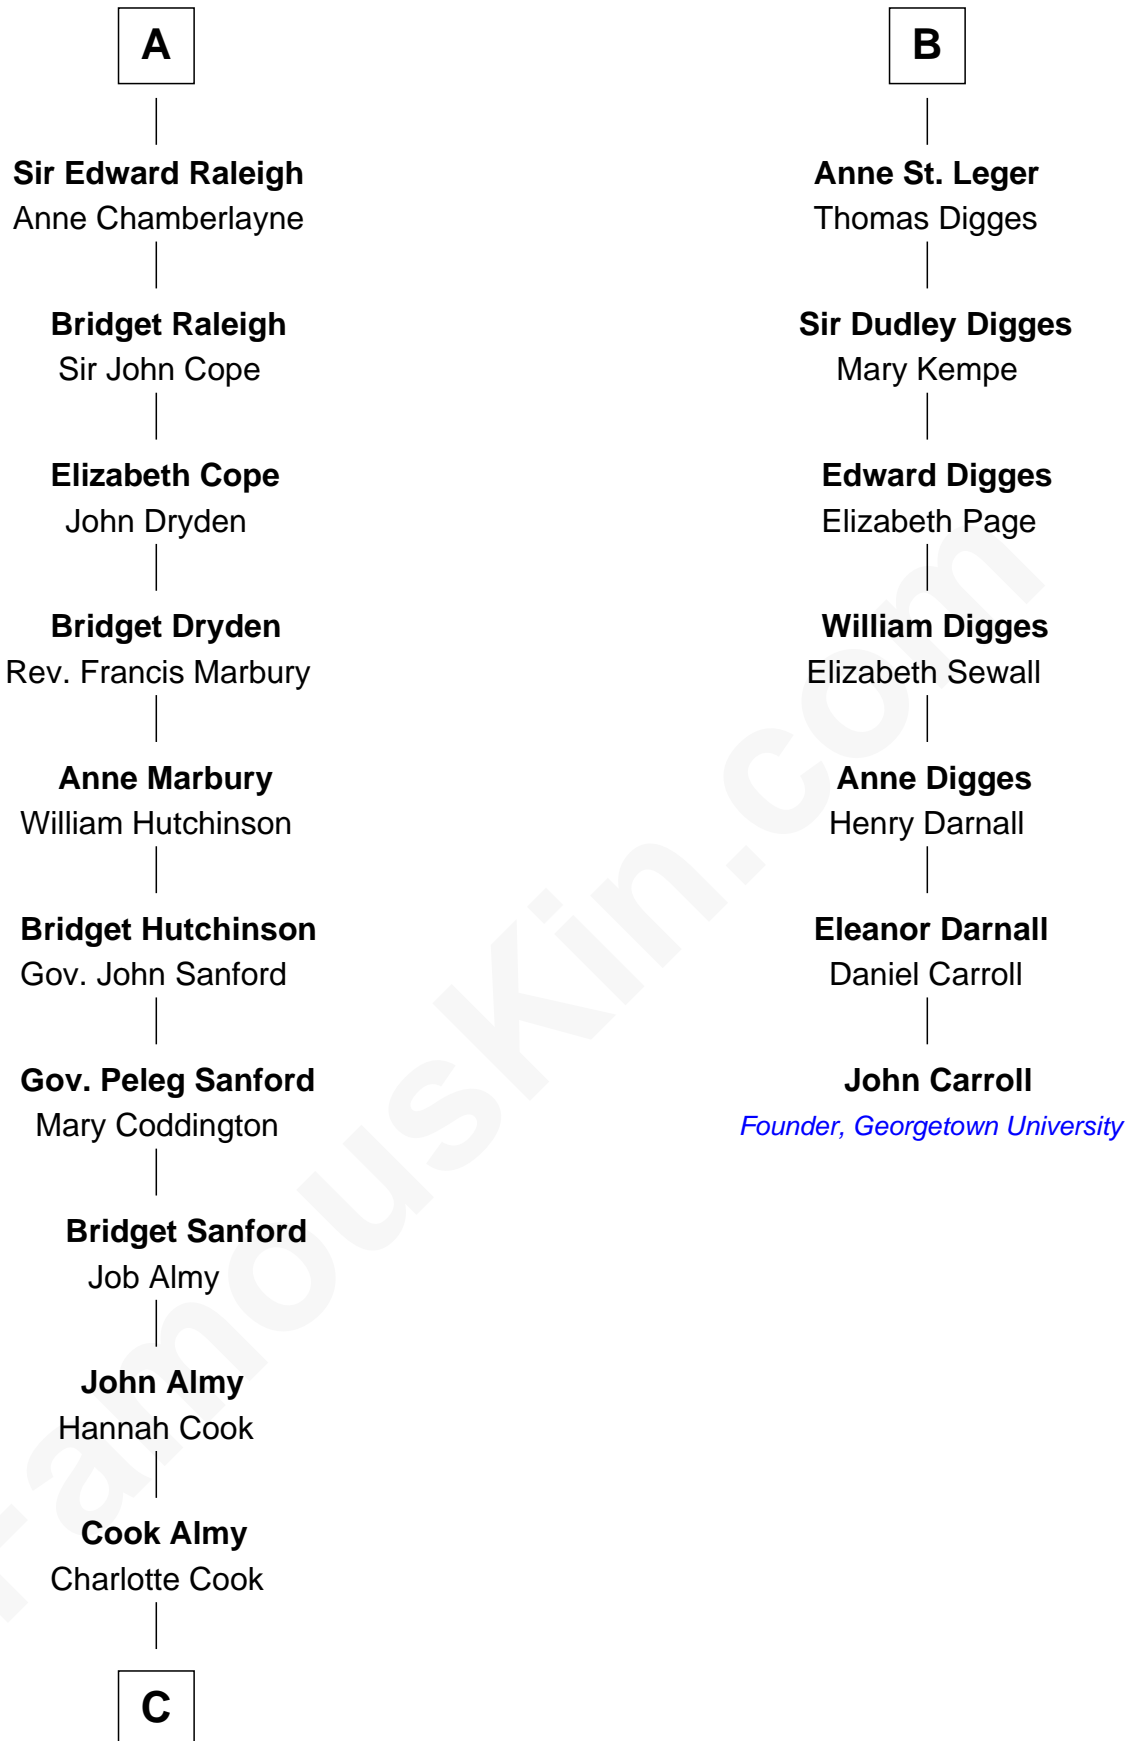 A
Sir Edward Raleigh
Anne Chamberlayne
Bridget Raleigh
Sir John Cope
Elizabeth Cope
John Dryden
Bridget Dryden
Rev. Francis Marbury
Anne Marbury
William Hutchinson
Bridget Hutchinson
Gov. John Sanford
Gov. Peleg Sanford
Mary Coddington
Bridget Sanford
Job Almy
John Almy
Hannah Cook
Cook Almy
Charlotte Cook
C
B
Anne St. Leger
Thomas Digges
Sir Dudley Digges
Mary Kempe
Edward Digges
Elizabeth Page
William Digges
Elizabeth Sewall
Anne Digges
Henry Darnall
Eleanor Darnall
Daniel Carroll
John Carroll
Founder, Georgetown University
FamousKin.com